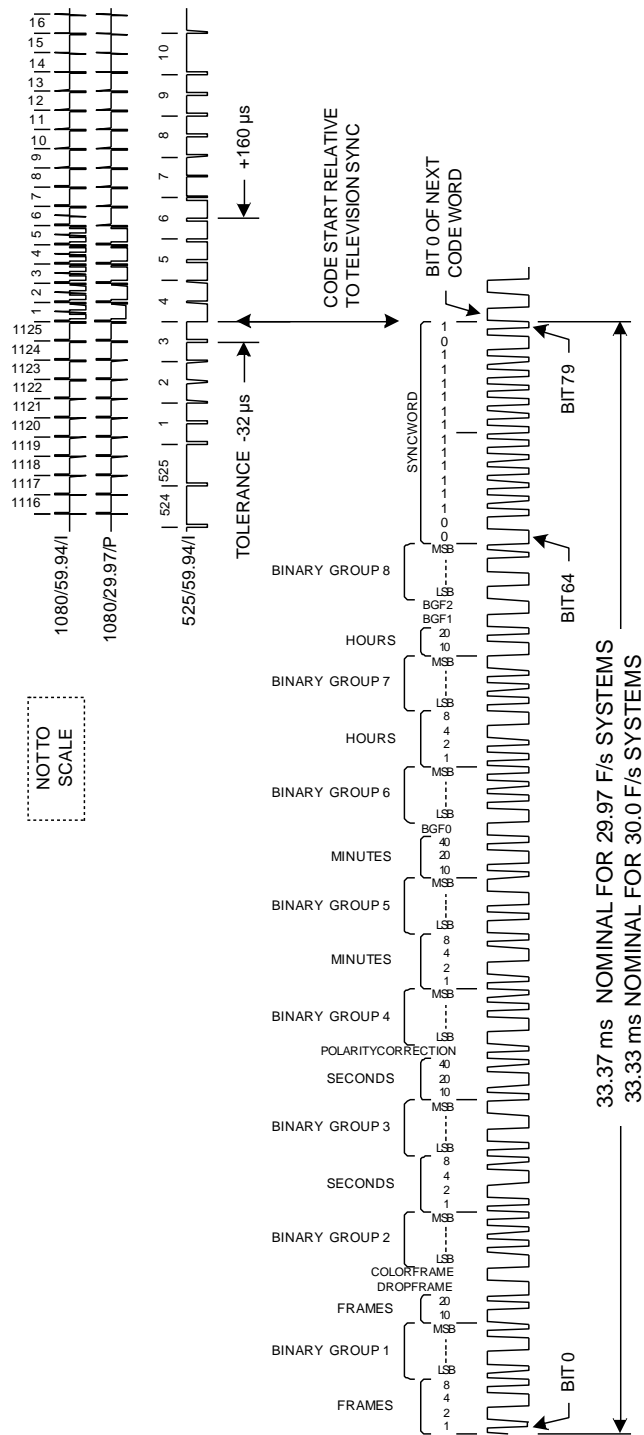 1116 1117 1118 1119 1120 1121 1122 1123 1124 1125 1 2 3 4 5 6 7 8 9 10 11 12 13 14 15 16
1080/59.94/I
1080/29.97/P
524 525 1 2 3 4 5 6 7 8 9 10
525/59.94/I
TOLERANCE -32 µs
+160 µs
NOT TO
SCALE
CODE START RELATIVE
TO TELEVISION SYNC
BIT 0 OF NEXT
CODE WORD
SYNCWORD
0 0 1 1 1 1 1 1 1 1 1 1 1 1 0 1
BIT79
BIT64
BINARY GROUP 8
MSB
LSB
BGF2
BGF1
HOURS
20
10
BINARY GROUP 7
MSB
LSB
HOURS
8
4
2
1
BINARY GROUP 6
MSB
LSB
BGF0
MINUTES
40
20
10
BINARY GROUP 5
MSB
LSB
MINUTES
8
4
2
1
BINARY GROUP 4
MSB
LSB
POLARITYCORRECTION
SECONDS
40
20
10
BINARY GROUP 3
MSB
LSB
SECONDS
8
4
2
1
BINARY GROUP 2
MSB
LSB
COLORFRAME
DROPFRAME
FRAMES
20
10
BINARY GROUP 1
MSB
LSB
FRAMES
8
4
2
1
BIT 0
33.37 ms NOMINAL FOR 29.97 F/s SYSTEMS
33.33 ms NOMINAL FOR 30.0 F/s SYSTEMS